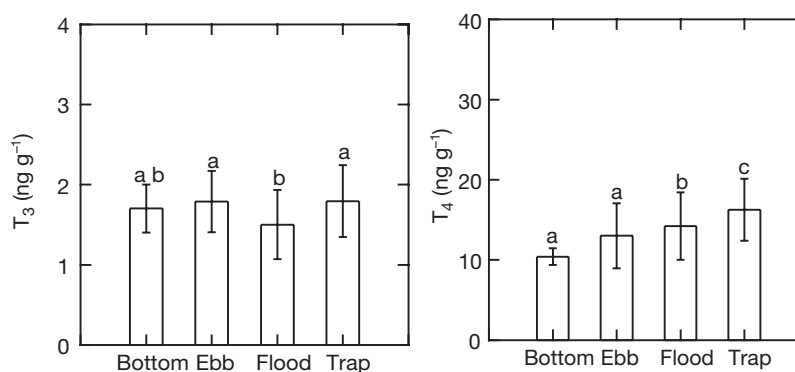 T3 (ng g–1)
4
3
2
1
0
a b
a
b
a
Bottom Ebb Flood Trap
T4 (ng g–1)
40
30
20
10
0
a
a
b
c
Bottom Ebb Flood Trap